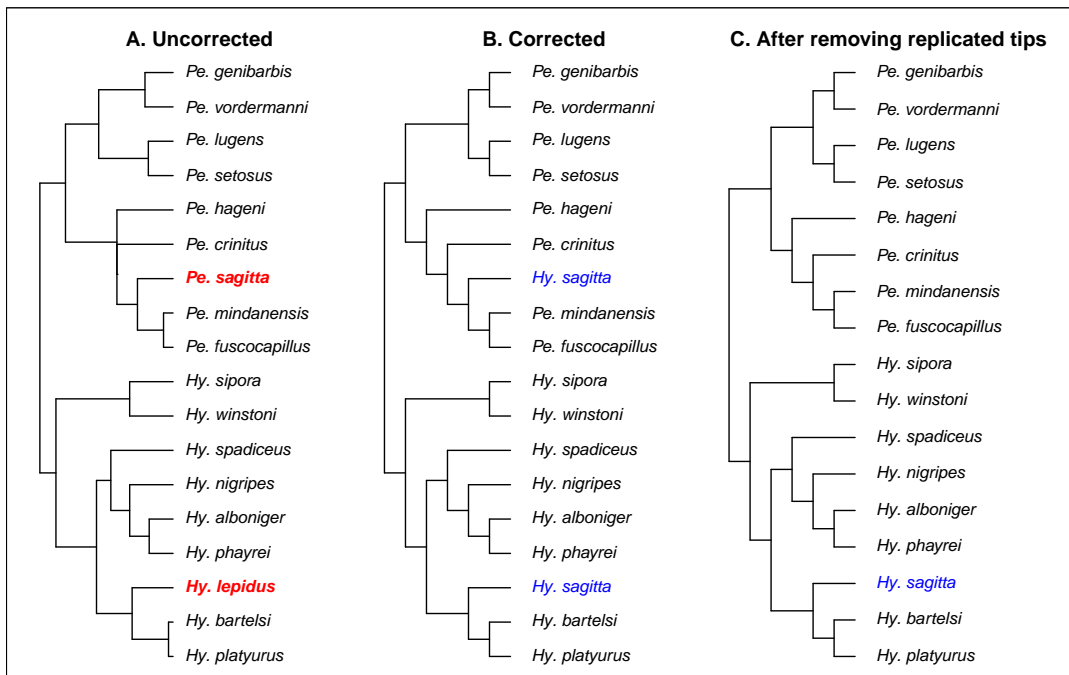 A. Uncorrected
Pe. genibarbis
Pe. vordermanni
Pe. lugens
Pe. setosus
Pe. hageni
Pe. crinitus
Pe. sagitta
Pe. mindanensis
Pe. fuscocapillus
Hy. sipora
Hy. winstoni
Hy. spadiceus
Hy. nigripes
Hy. alboniger
Hy. phayrei
Hy. lepidus
Hy. bartelsi
Hy. platyurus
B. Corrected
Pe. genibarbis
Pe. vordermanni
Pe. lugens
Pe. setosus
Pe. hageni
Pe. crinitus
Hy. sagitta
Pe. mindanensis
Pe. fuscocapillus
Hy. sipora
Hy. winstoni
Hy. spadiceus
Hy. nigripes
Hy. alboniger
Hy. phayrei
Hy. sagitta
Hy. bartelsi
Hy. platyurus
C. After removing replicated tips
Pe. genibarbis
Pe. vordermanni
Pe. lugens
Pe. setosus
Pe. hageni
Pe. crinitus
Pe. mindanensis
Pe. fuscocapillus
Hy. sipora
Hy. winstoni
Hy. spadiceus
Hy. nigripes
Hy. alboniger
Hy. phayrei
Hy. sagitta
Hy. bartelsi
Hy. platyurus